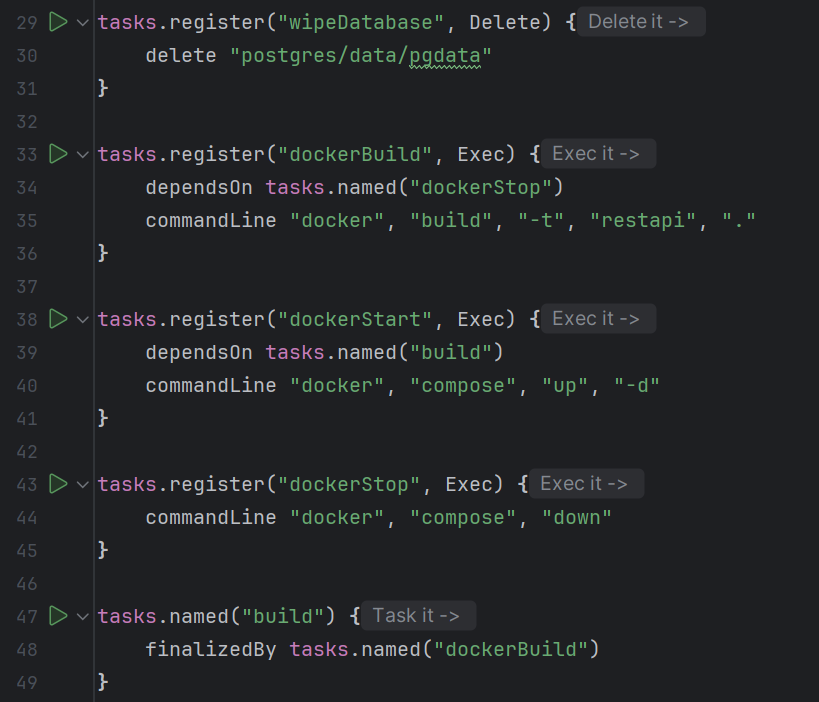 29 tasks.register("wipeDatabase", Delete) { Delete it ->
30     delete "postgres/data/pgdata"
31 }
32
33 tasks.register("dockerBuild", Exec) { Exec it ->
34     dependsOn tasks.named("dockerStop")
35     commandLine "docker", "build", "-t", "restapi", "."
36 }
37
38 tasks.register("dockerStart", Exec) { Exec it ->
39     dependsOn tasks.named("build")
40     commandLine "docker", "compose", "up", "-d"
41 }
42
43 tasks.register("dockerStop", Exec) { Exec it ->
44     commandLine "docker", "compose", "down"
45 }
46
47 tasks.named("build") { Task it ->
48     finalizedBy tasks.named("dockerBuild")
49 }